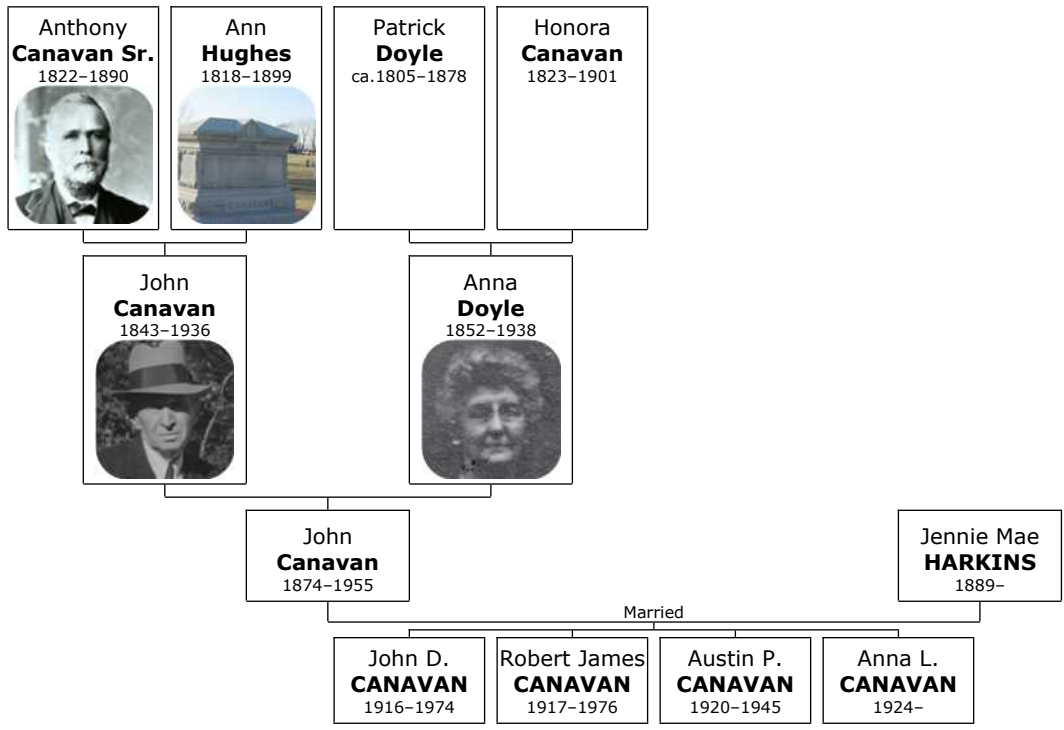 Anthony
Canavan Sr.
1822–1890
Ann
Hughes
1818–1899
Patrick
Doyle
ca.1805–1878
Honora
Canavan
1823–1901
John
Canavan
1843–1936
Anna
Doyle
1852–1938
John
Canavan
1874–1955
Jennie Mae
HARKINS
1889–
Married
John D.
CANAVAN
1916–1974
Robert James
CANAVAN
1917–1976
Austin P.
CANAVAN
1920–1945
Anna L.
CANAVAN
1924–